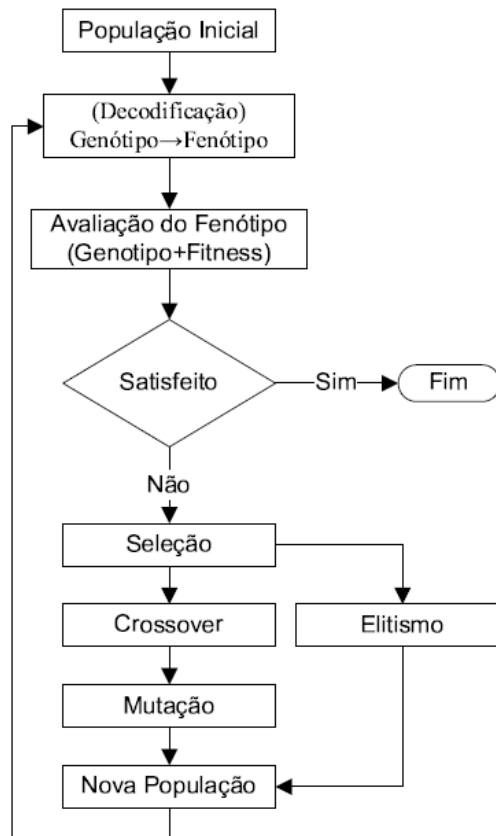 População Inicial
(Decodificação)
Genótipo→Fenótipo
Avaliação do Fenótipo
(Genotipo+Fitness)
Satisfeito
Sim
Fim
Não
Seleção
Crossover
Elitismo
Mutação
Nova População